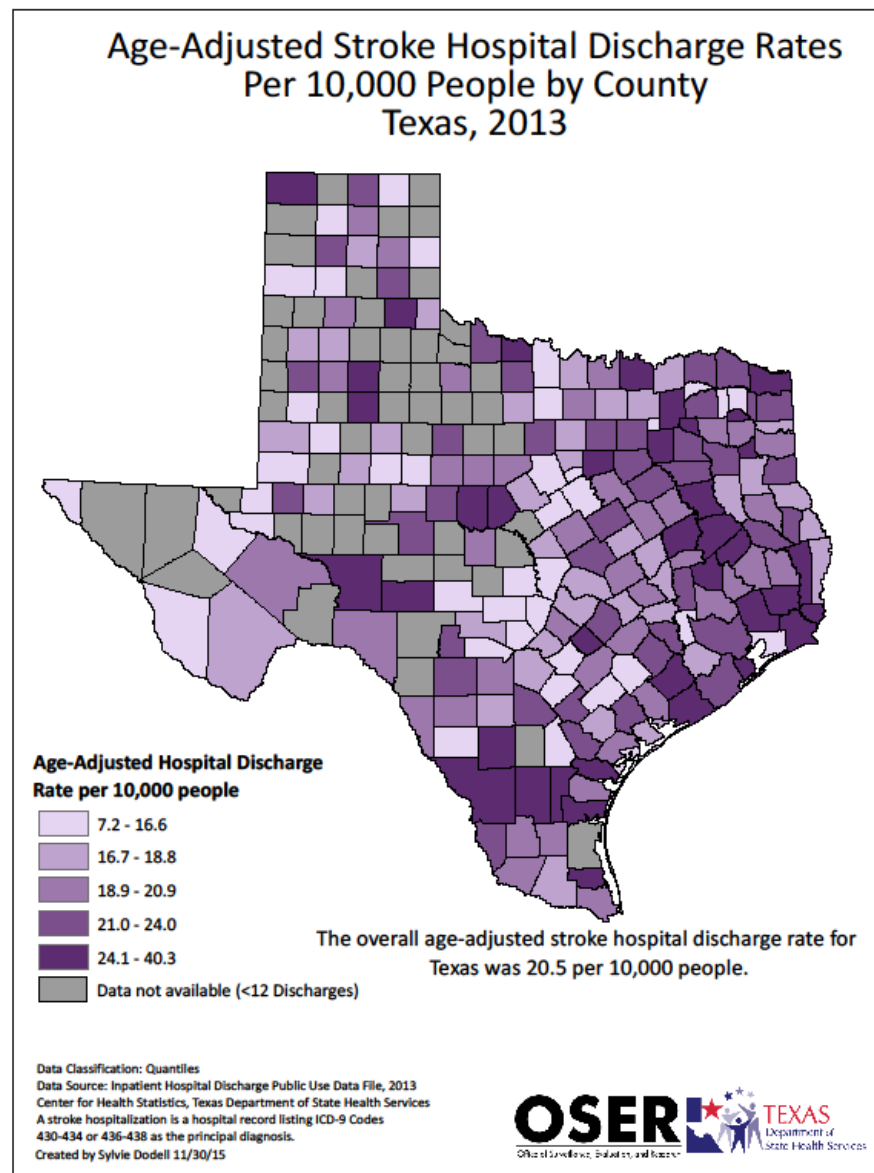 Age-Adjusted Stroke Hospital Discharge Rates
Per 10,000 People by County
Texas, 2013
Age-Adjusted Hospital Discharge
Rate per 10,000 people
7.2 - 16.6
16.7 - 18.8
18.9 - 20.9
21.0 - 24.0
24.1 - 40.3
Data not available (<12 Discharges)
The overall age-adjusted stroke hospital discharge rate for
Texas was 20.5 per 10,000 people.
Data Classification: Quantiles
Data Source: Inpatient Hospital Discharge Public Use Data File, 2013
Center for Health Statistics, Texas Department of State Health Services
A stroke hospitalization is a hospital record listing ICD-9 Codes
430-434 or 436-438 as the principal diagnosis.
Created by Sylvie Dodell 11/30/15
OSER
Office of Surveillance, Evaluation, and Research
TEXAS
Department of
State Health Services